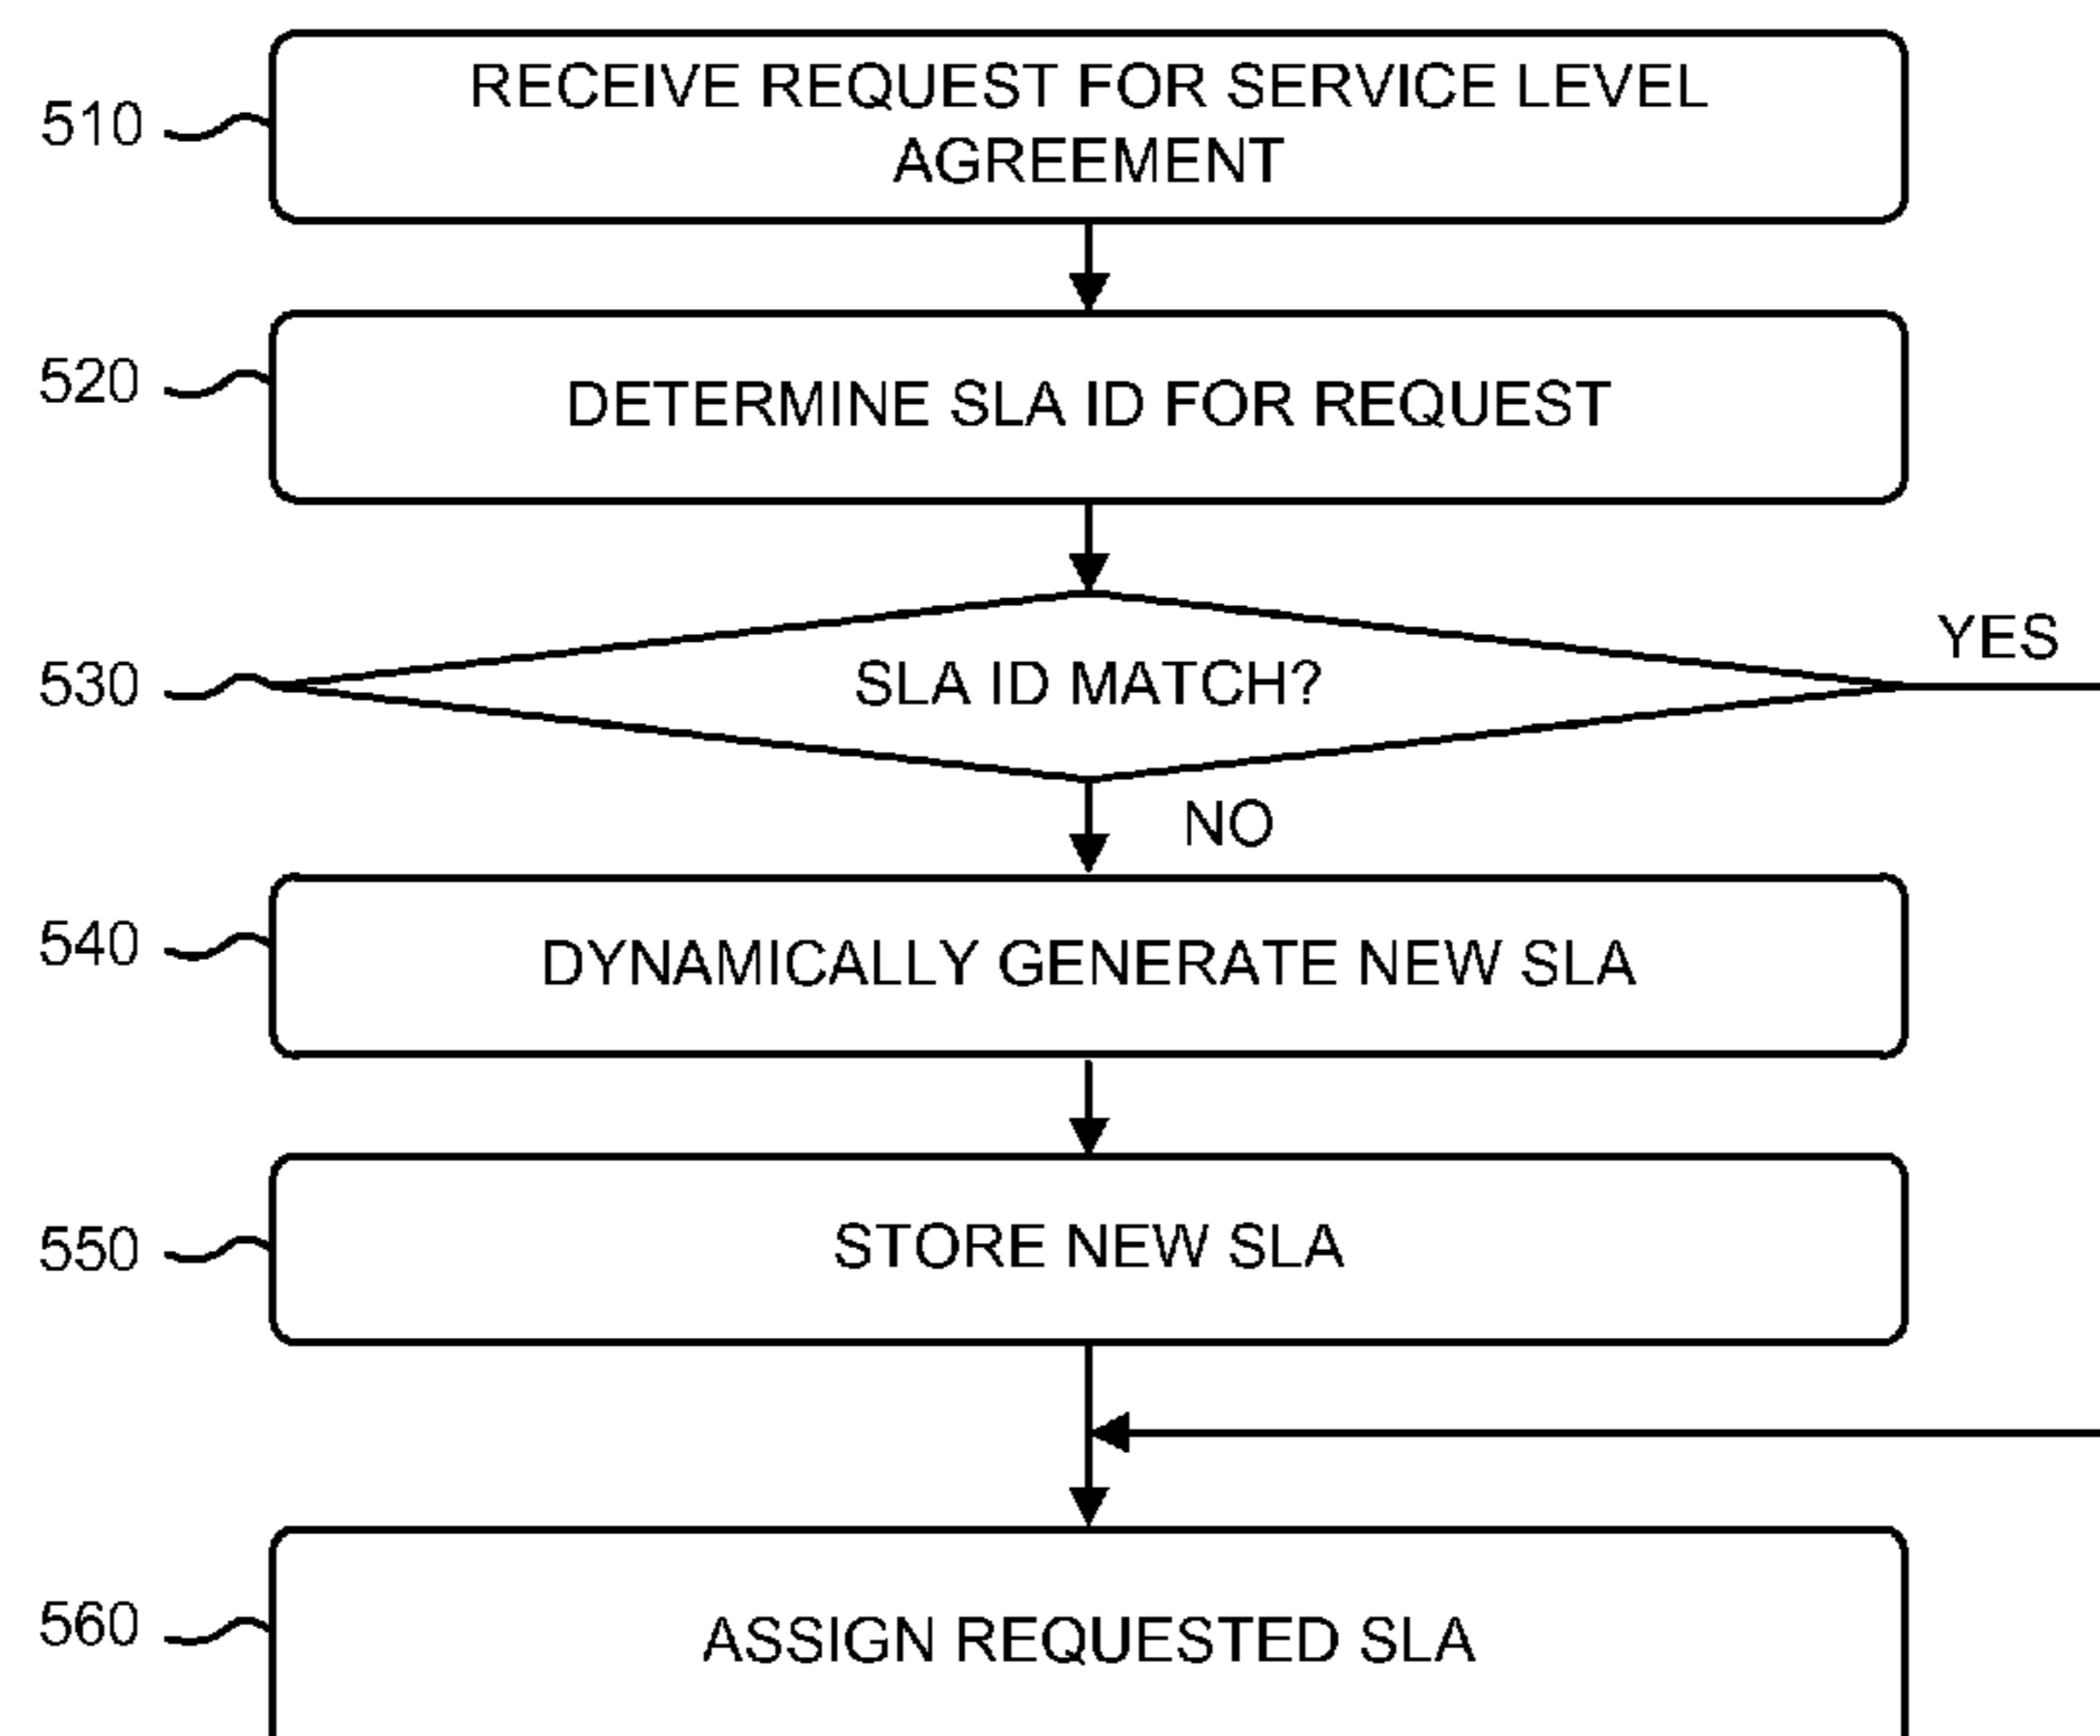 510
RECEIVE REQUEST FOR SERVICE LEVEL
AGREEMENT
520
DETERMINE SLA ID FOR REQUEST
530
SLA ID MATCH?
YES
NO
540
DYNAMICALLY GENERATE NEW SLA
550
STORE NEW SLA
560
ASSIGN REQUESTED SLA